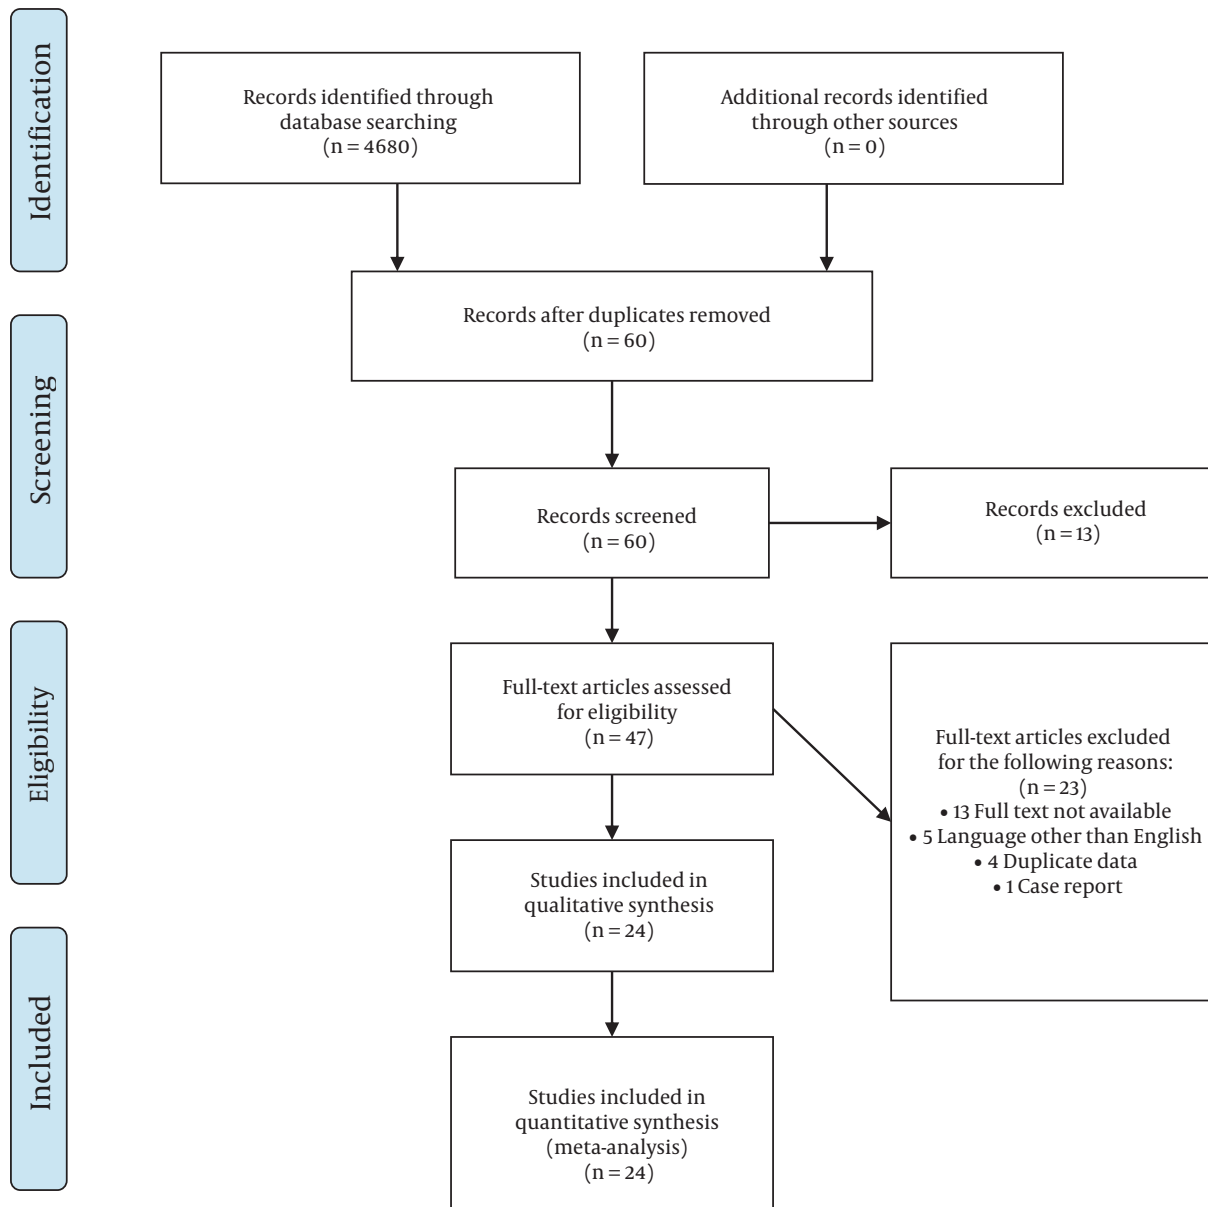 Identification
Records identified through
database searching
(n = 4680)
Additional records identified
through other sources
(n = 0)
Records after duplicates removed
(n = 60)
Screening
Records screened
(n = 60)
Records excluded
(n = 13)
Eligibility
Full-text articles assessed
for eligibility
(n = 47)
Full-text articles excluded
for the following reasons:
(n = 23)
• 13 Full text not available
• 5 Language other than English
• 4 Duplicate data
• 1 Case report
Studies included in
qualitative synthesis
(n = 24)
Included
Studies included in
quantitative synthesis
(meta-analysis)
(n = 24)